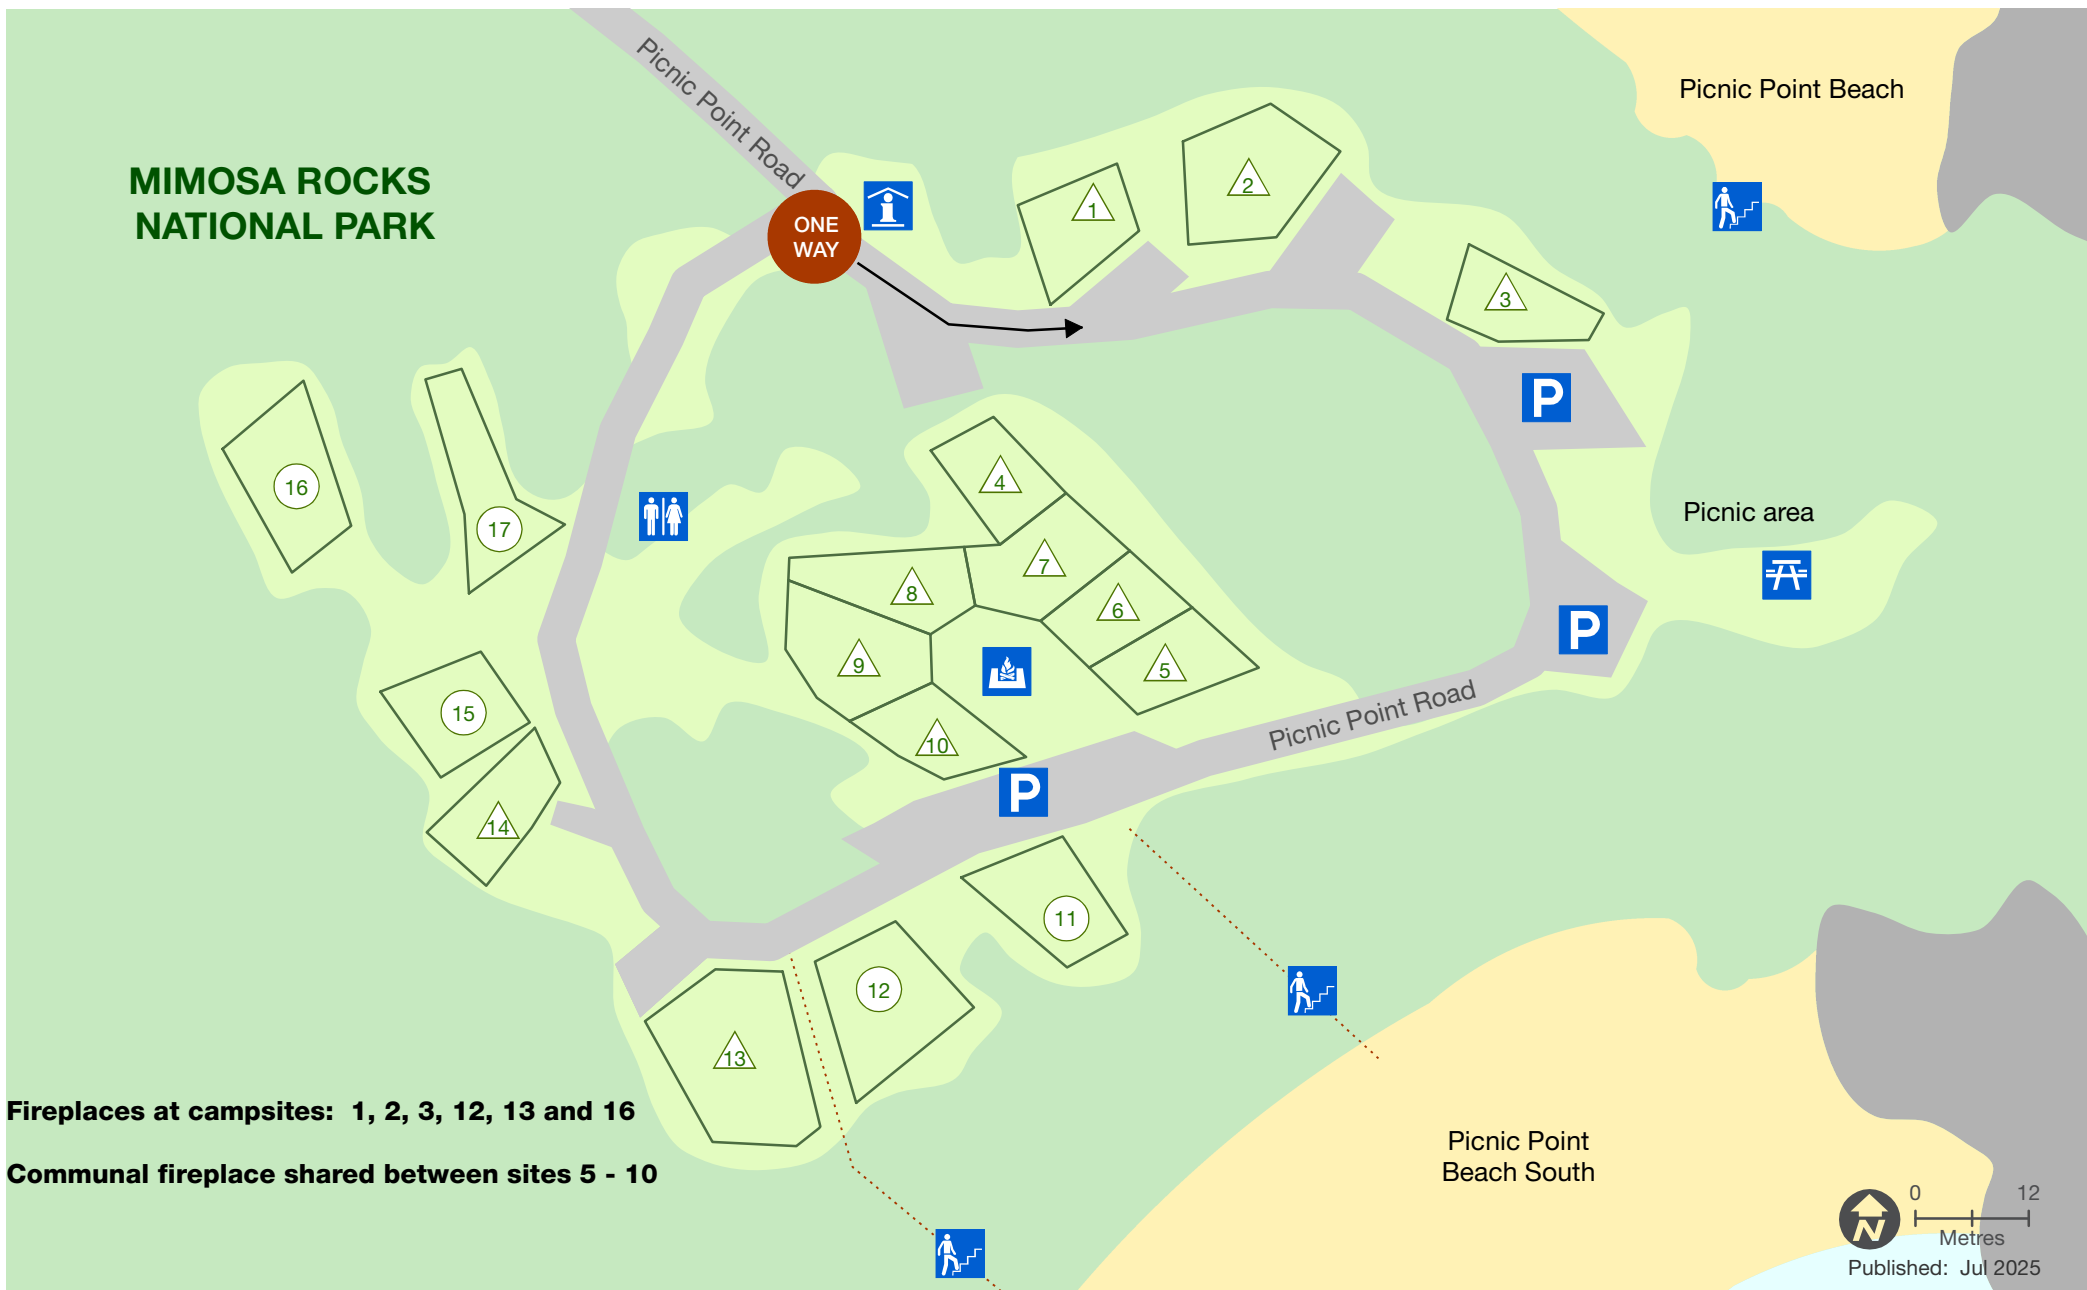 Picnic Point Road
Picnic Point Beach
MIMOSA ROCKS
NATIONAL PARK
ONE
WAY
1
2
3
P
4
16
17
7
8
6
9
5
Picnic area
P
15
10
14
P
Picnic Point Road
11
12
13
Fireplaces at campsites:  1, 2, 3, 12, 13 and 16
Communal fireplace shared between sites 5 - 10
Picnic Point
Beach South
N
0 12
Metres
Published:  Jul 2025